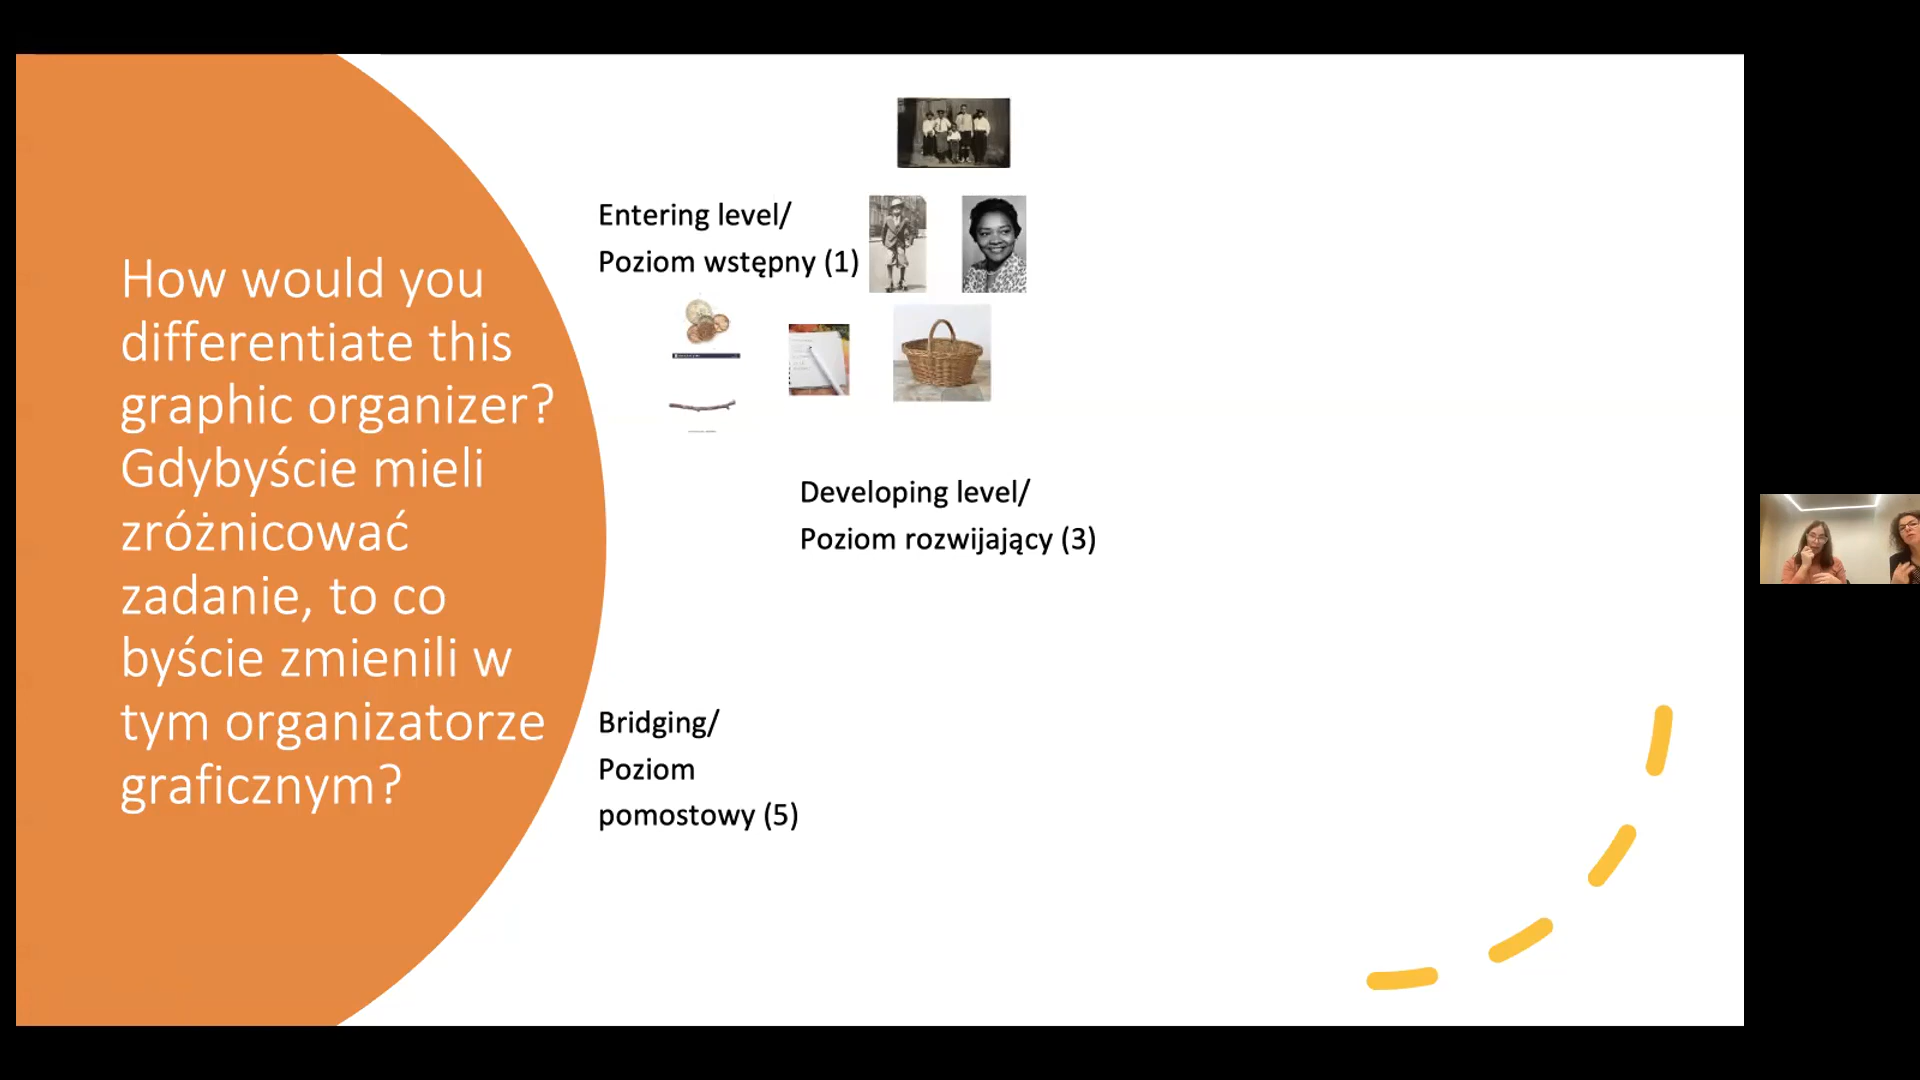 How would you
differentiate this
graphic organizer?
Gdybyście mieli
zróżnicować
zadanie, to co
byście zmienili w
tym organizatorze
graficznym?
Entering level/
Poziom wstępny (1)
Developing level/
Poziom rozwijający (3)
Bridging/
Poziom
pomostowy (5)